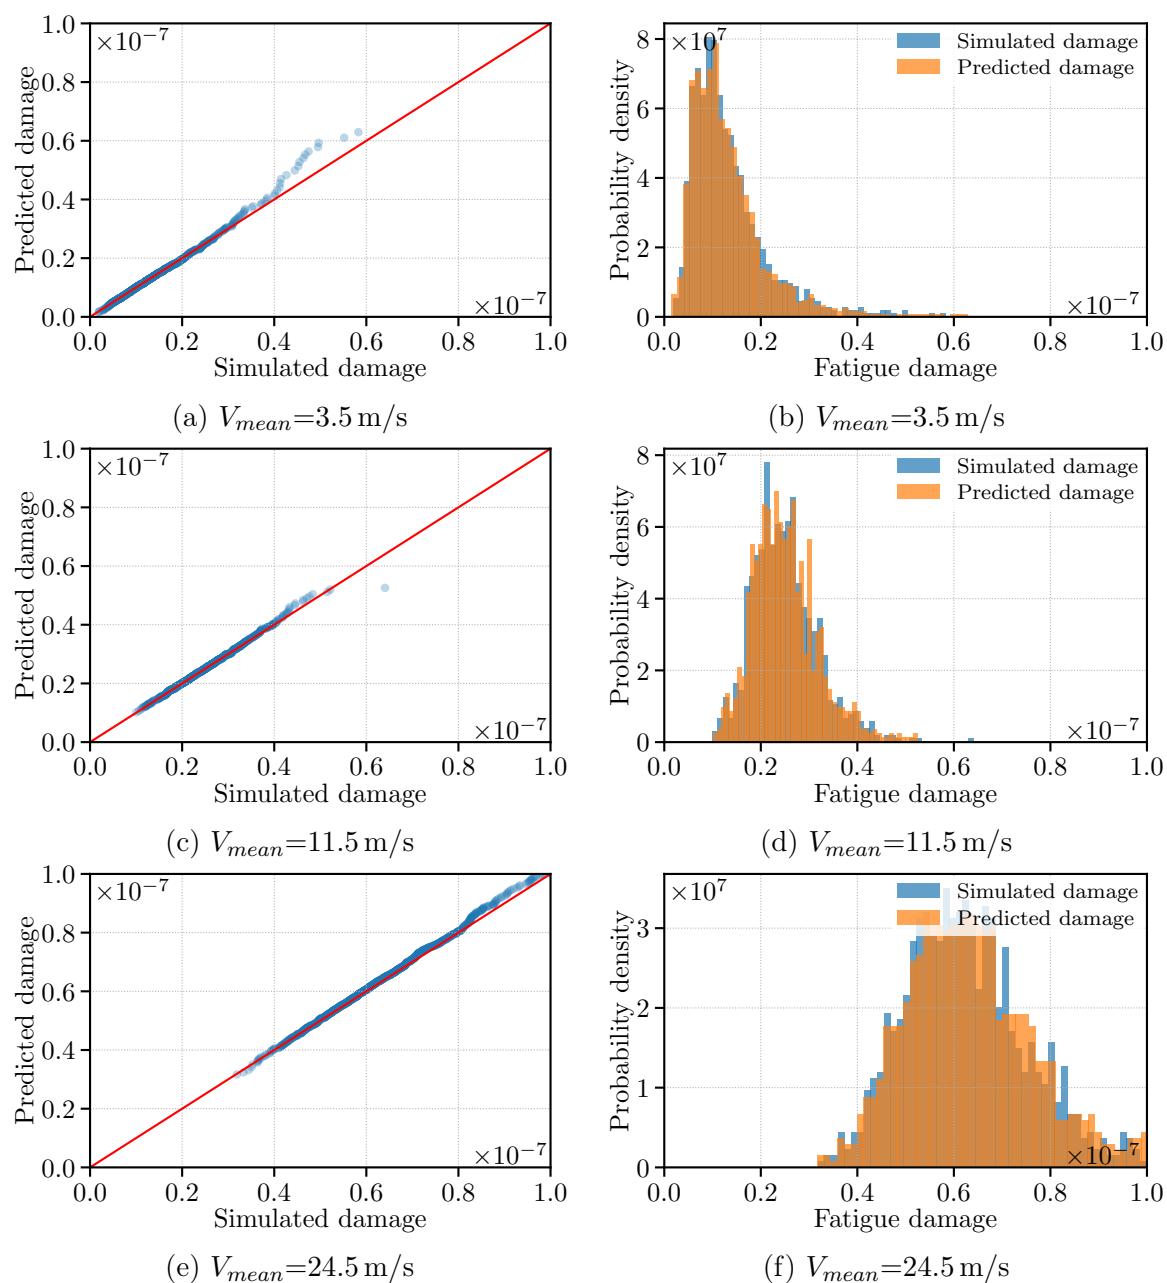 1.0
×10⁻⁷
0.8
0.6
0.4
0.2
0.0
Predicted damage
×10⁻⁷
0.0 0.2 0.4 0.6 0.8 1.0
Simulated damage
(a) V_mean=3.5 m/s
8
×10⁷
6
4
2
0
Probability density
Simulated damage
Predicted damage
×10⁻⁷
0.0 0.2 0.4 0.6 0.8 1.0
Fatigue damage
(b) V_mean=3.5 m/s
1.0
×10⁻⁷
0.8
0.6
0.4
0.2
0.0
Predicted damage
×10⁻⁷
0.0 0.2 0.4 0.6 0.8 1.0
Simulated damage
(c) V_mean=11.5 m/s
8
×10⁷
6
4
2
0
Probability density
Simulated damage
Predicted damage
×10⁻⁷
0.0 0.2 0.4 0.6 0.8 1.0
Fatigue damage
(d) V_mean=11.5 m/s
1.0
×10⁻⁷
0.8
0.6
0.4
0.2
0.0
Predicted damage
×10⁻⁷
0.0 0.2 0.4 0.6 0.8 1.0
Simulated damage
(e) V_mean=24.5 m/s
×10⁷
3
2
1
0
Probability density
Simulated damage
Predicted damage
×10⁻⁷
0.0 0.2 0.4 0.6 0.8 1.0
Fatigue damage
(f) V_mean=24.5 m/s